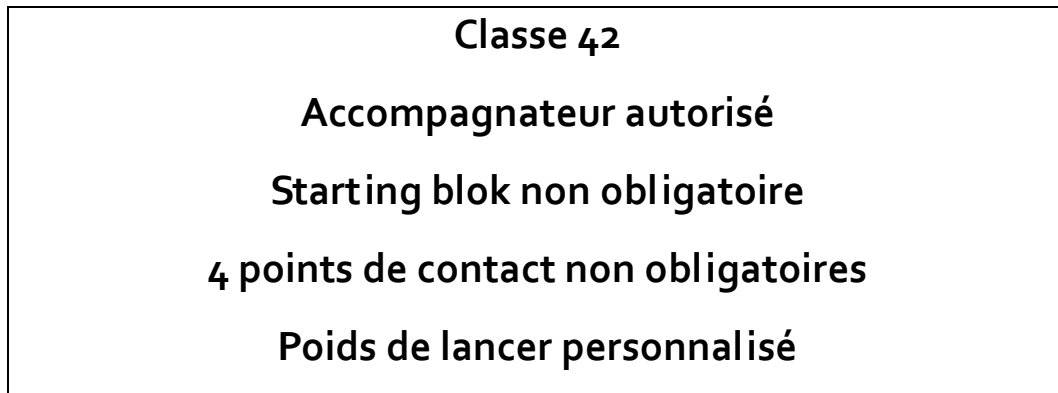 Classe 42
Accompagnateur autorisé
Starting blok non obligatoire
4 points de contact non obligatoires
Poids de lancer personnalisé